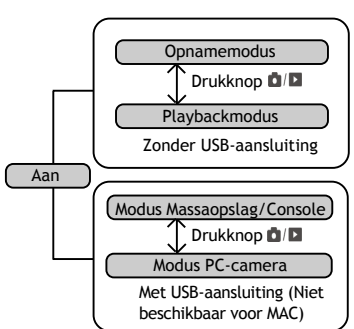 Opnamemodus
Drukknop /
Playbackmodus
Zonder USB-aansluiting
Aan
Modus Massaopslag/Console
Drukknop /
Modus PC-camera
Met USB-aansluiting (Niet
beschikbaar voor MAC)